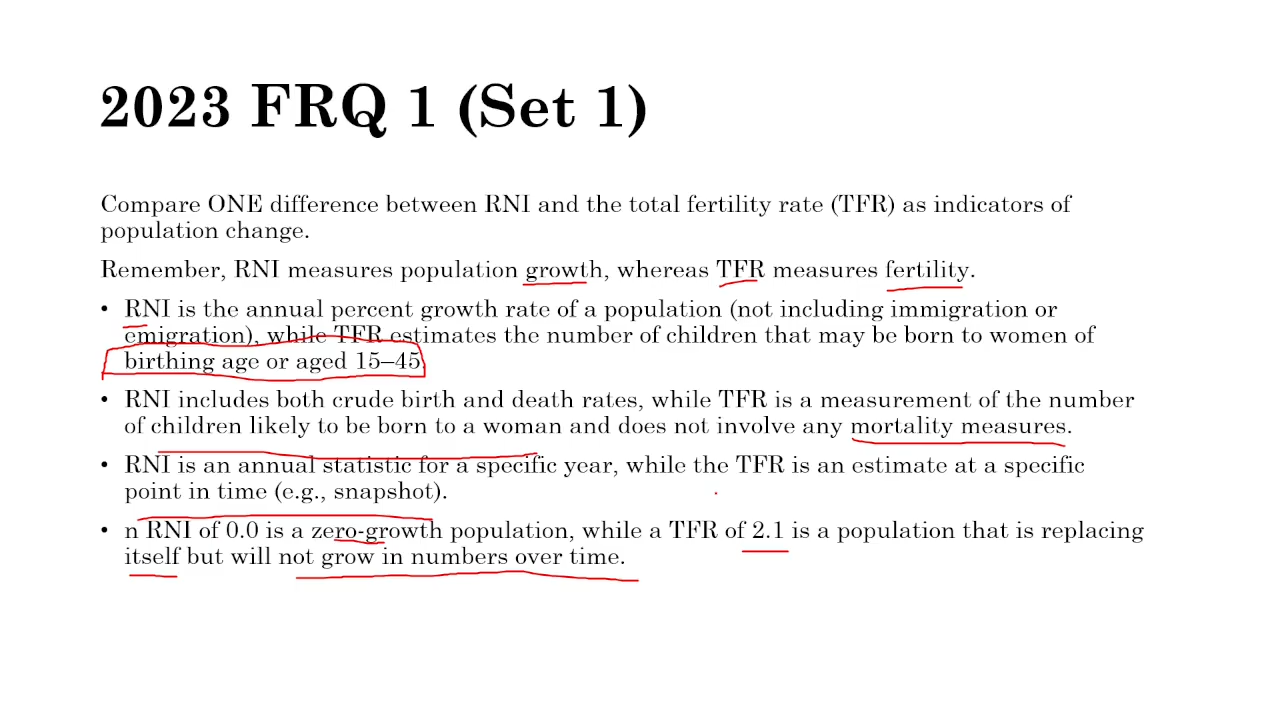 2023 FRQ 1 (Set 1)
Compare ONE difference between RNI and the total fertility rate (TFR) as indicators of
population change.
Remember, RNI measures population growth, whereas TFR measures fertility.
• RNI is the annual percent growth rate of a population (not including immigration or
emigration), while TFR estimates the number of children that may be born to women of
birthing age or aged 15–45
• RNI includes both crude birth and death rates, while TFR is a measurement of the number
of children likely to be born to a woman and does not involve any mortality measures.
• RNI is an annual statistic for a specific year, while the TFR is an estimate at a specific
point in time (e.g., snapshot).
• n RNI of 0.0 is a zero-growth population, while a TFR of 2.1 is a population that is replacing
itself but will not grow in numbers over time.